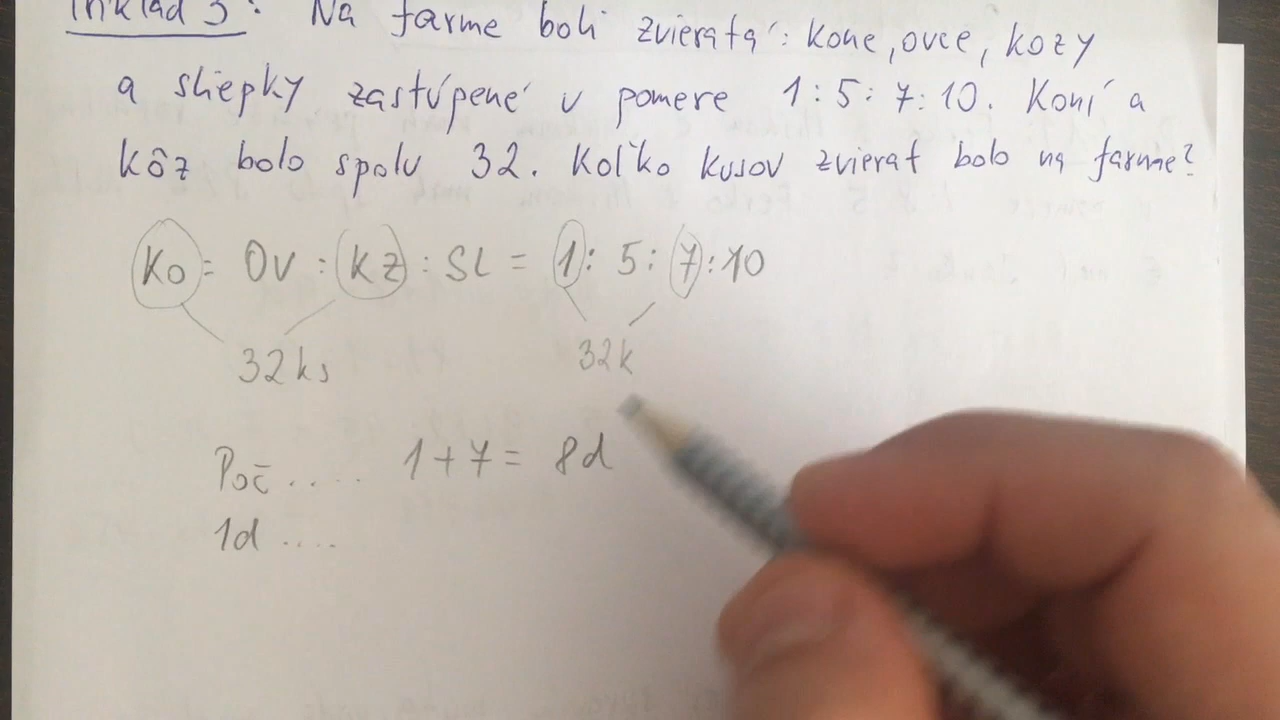 Príklad 3: Na farme boli zvieratá: kone, ovce, kozy
a sliepky zastúpené v pomere 1:5:7:10. Koní a
kôz bolo spolu 32. Koľko kusov zvierat bolo na farme?
Ko : OV : KZ : SL = 1 : 5 : 7 : 10
32ks 32k
Poč .... 1+7= 8d
1d ....